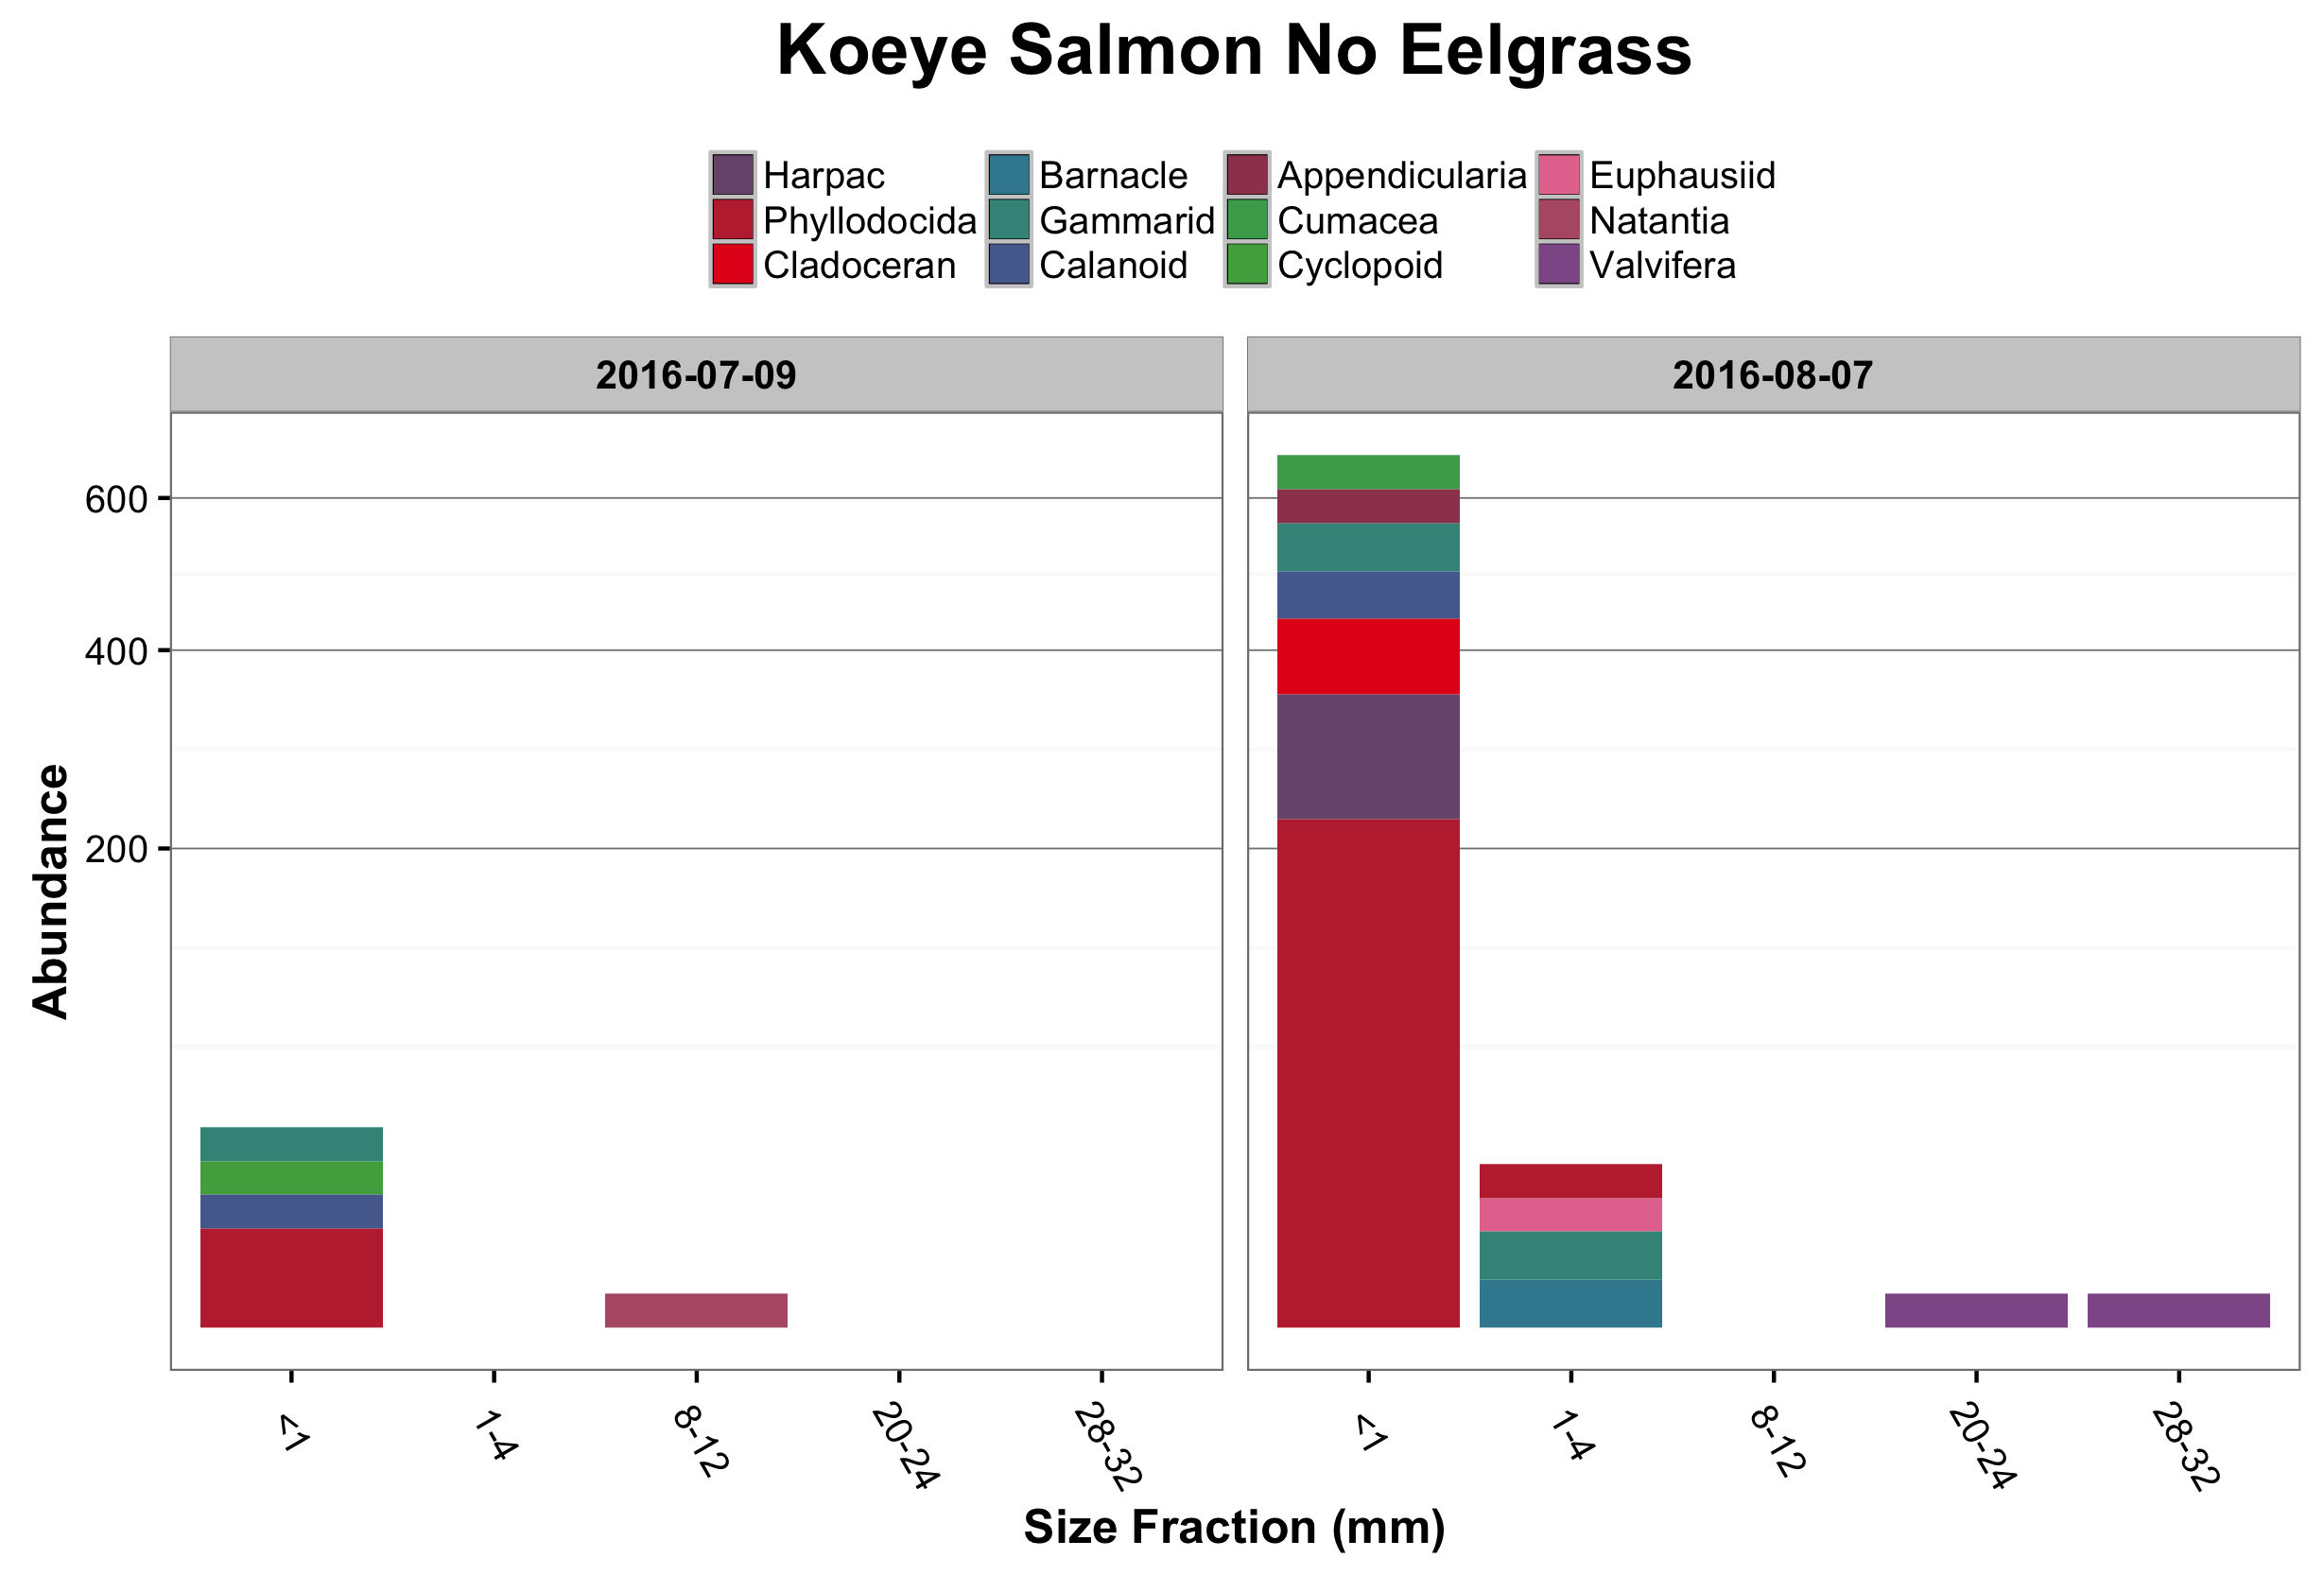 Koeye Salmon No Eelgrass
Harpac Barnacle Appendicularia Euphausiid
Phyllodocida Gammarid Cumacea Natantia
Cladoceran Calanoid Cyclopoid Valvifera
2016-07-09 2016-08-07
600
400
200
Abundance
<1 1-4 8-12 20-24 28-32 <1 1-4 8-12 20-24 28-32
Size Fraction (mm)